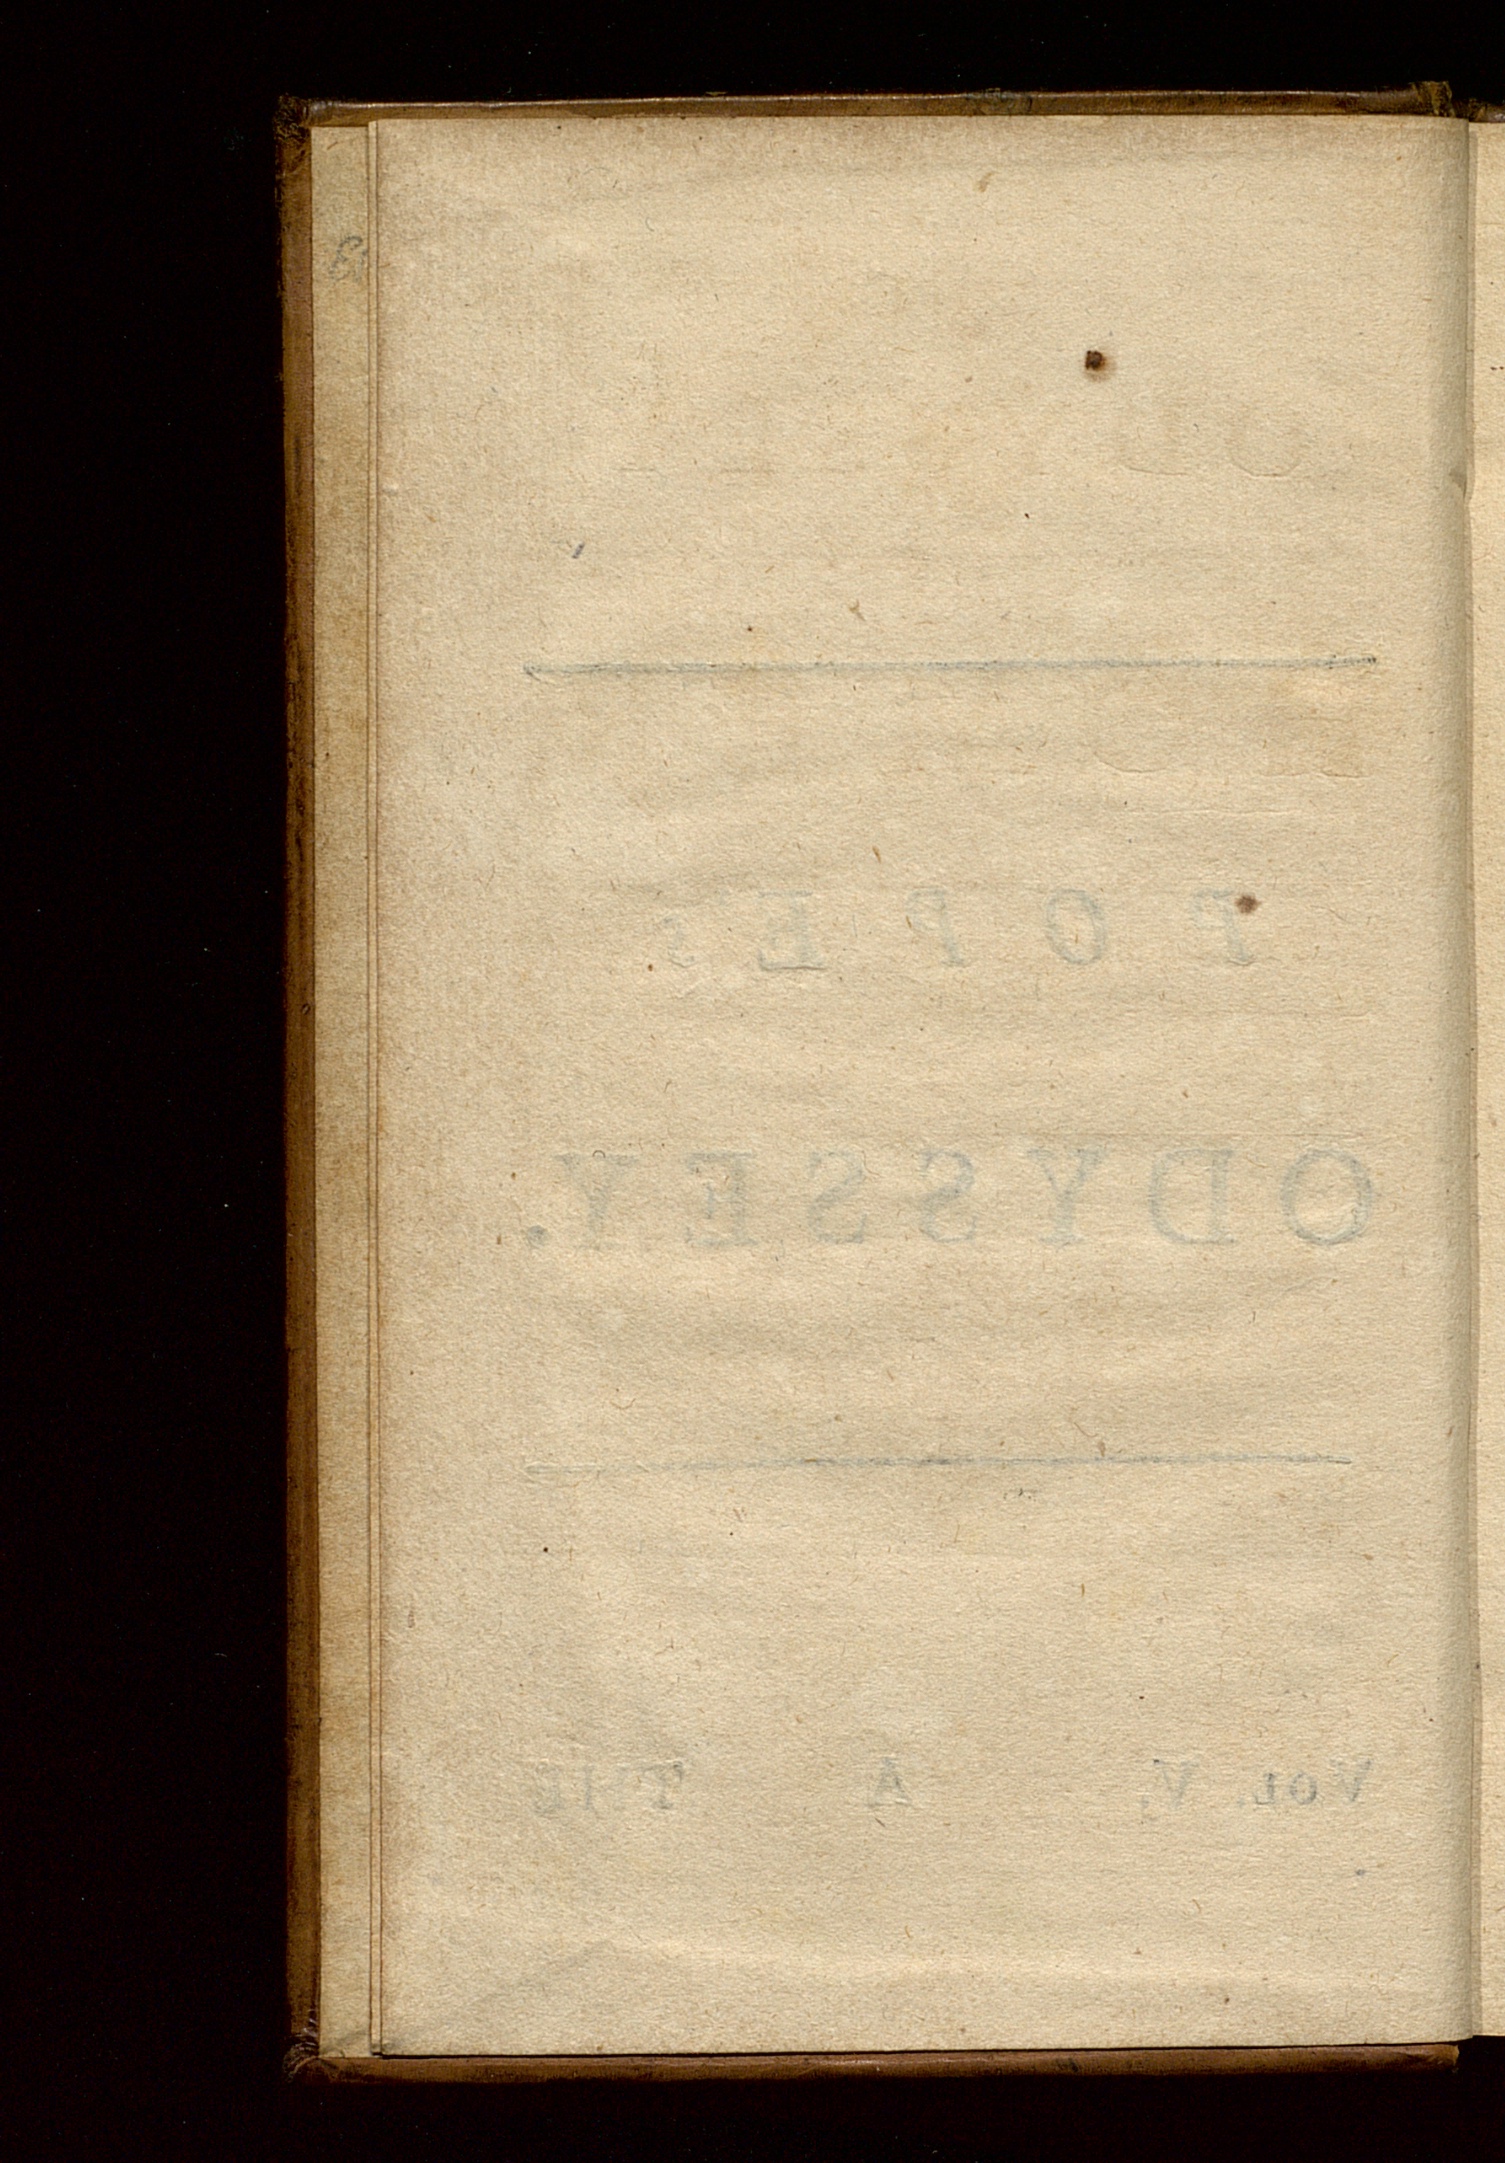 POPE's
ODYSSEY.
VOL. V. A THE